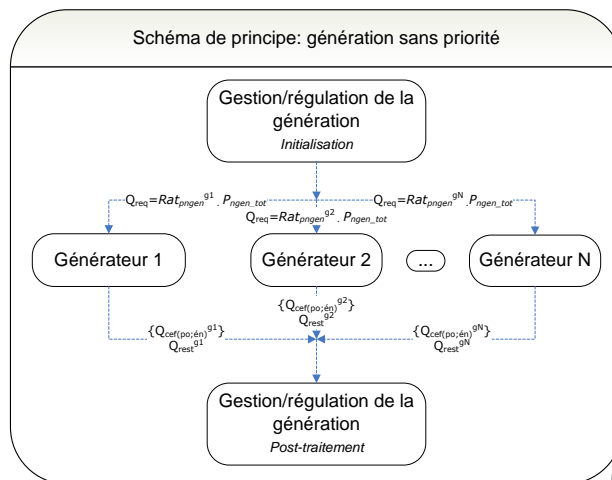 Schéma de principe: génération sans priorité
Gestion/régulation de la
génération
Initialisation
Qreq=Ratpngen^g1 . Pngen_tot
Qreq=Ratpngen^g2 . Pngen_tot
Qreq=Ratpngen^gN .Pngen_tot
Générateur 1
Générateur 2
...
Générateur N
{Qcef(po;én)^g1}
Qrest^g1
{Qcef(po;én)^g2}
Qrest^g2
{Qcef(po;én)^gN}
Qrest^gN
Gestion/régulation de la
génération
Post-traitement